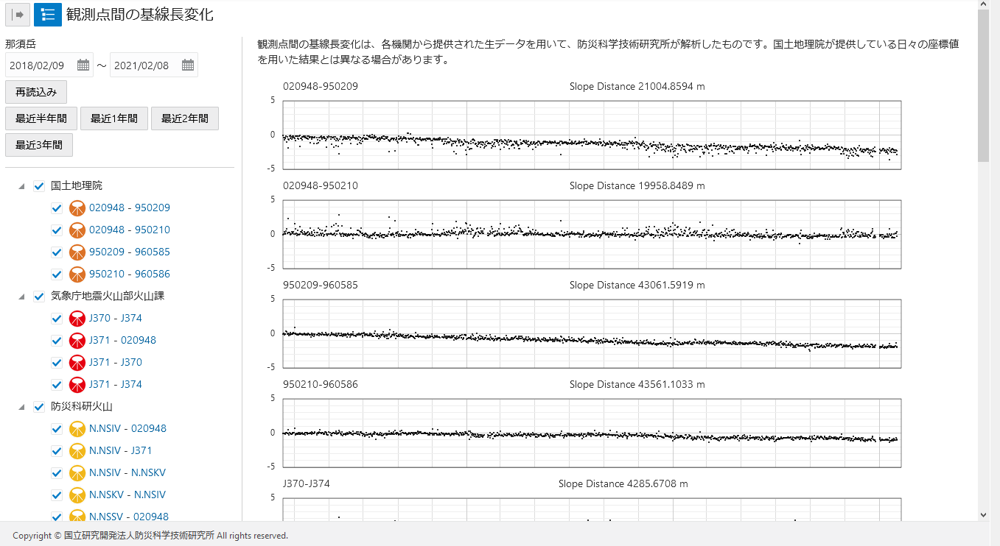 観測点間の基線長変化
那須岳
2018/02/09 ～ 2021/02/08
再読込み
最近半年間 最近1年間 最近2年間
最近3年間
国土地理院
020948 - 950209
020948 - 950210
950209 - 960585
950210 - 960586
気象庁地震火山部火山課
J370 - J374
J371 - 020948
J371 - J370
J371 - J374
防災科研火山
N.NSIV - 020948
N.NSIV - J371
N.NSIV - N.NSKV
N.NSKV - N.NSIV
N.NSSV - 020948
観測点間の基線長変化は、各機関から提供された生データを用いて、防災科学技術研究所が解析したものです。国土地理院が提供している日々の座標値
を用いた結果とは異なる場合があります。
020948-950209 Slope Distance 21004.8594 m
5
0
-5
020948-950210 Slope Distance 19958.8489 m
5
0
-5
950209-960585 Slope Distance 43061.5919 m
5
0
-5
950210-960586 Slope Distance 43561.1033 m
5
0
-5
J370-J374 Slope Distance 4285.6708 m
5
Copyright © 国立研究開発法人防災科学技術研究所 All rights reserved.